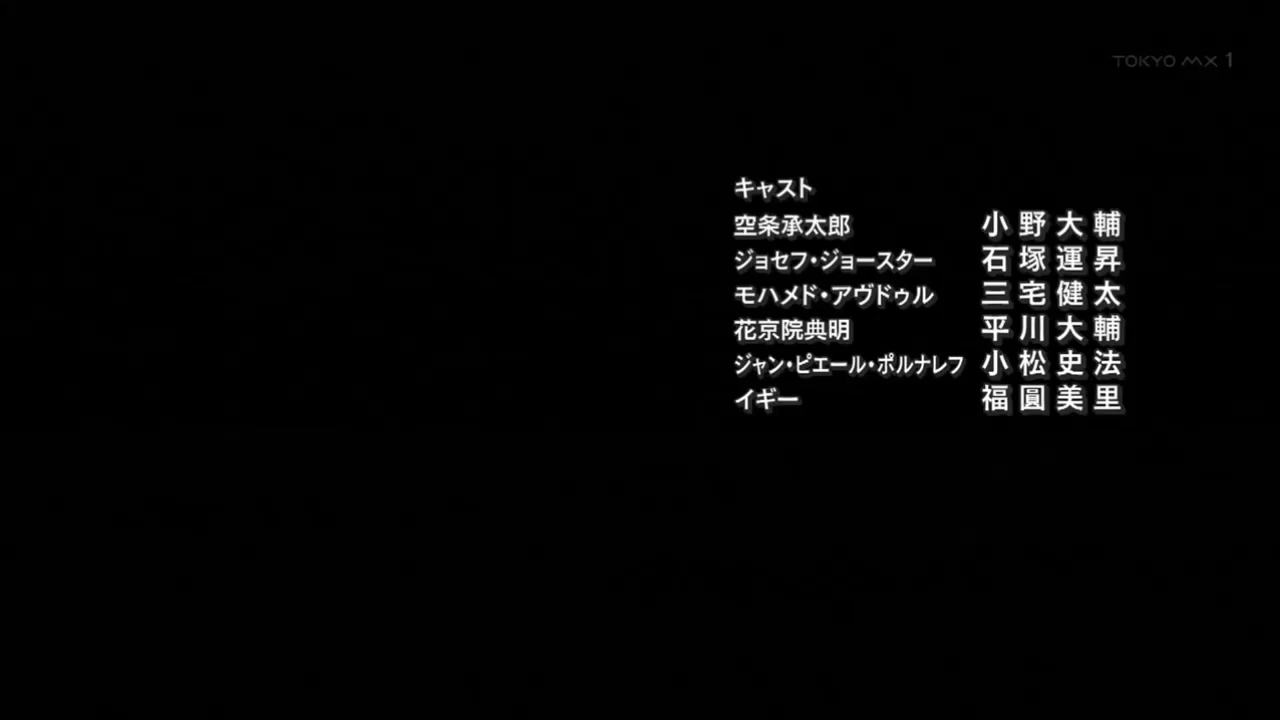 TOKYO MX 1
キャスト
空条承太郎 小野大輔
ジョセフ・ジョースター 石塚運昇
モハメド・アヴドゥル 三宅健太
花京院典明 平川大輔
ジャン・ピエール・ポルナレフ 小松史法
イギー 福圓美里